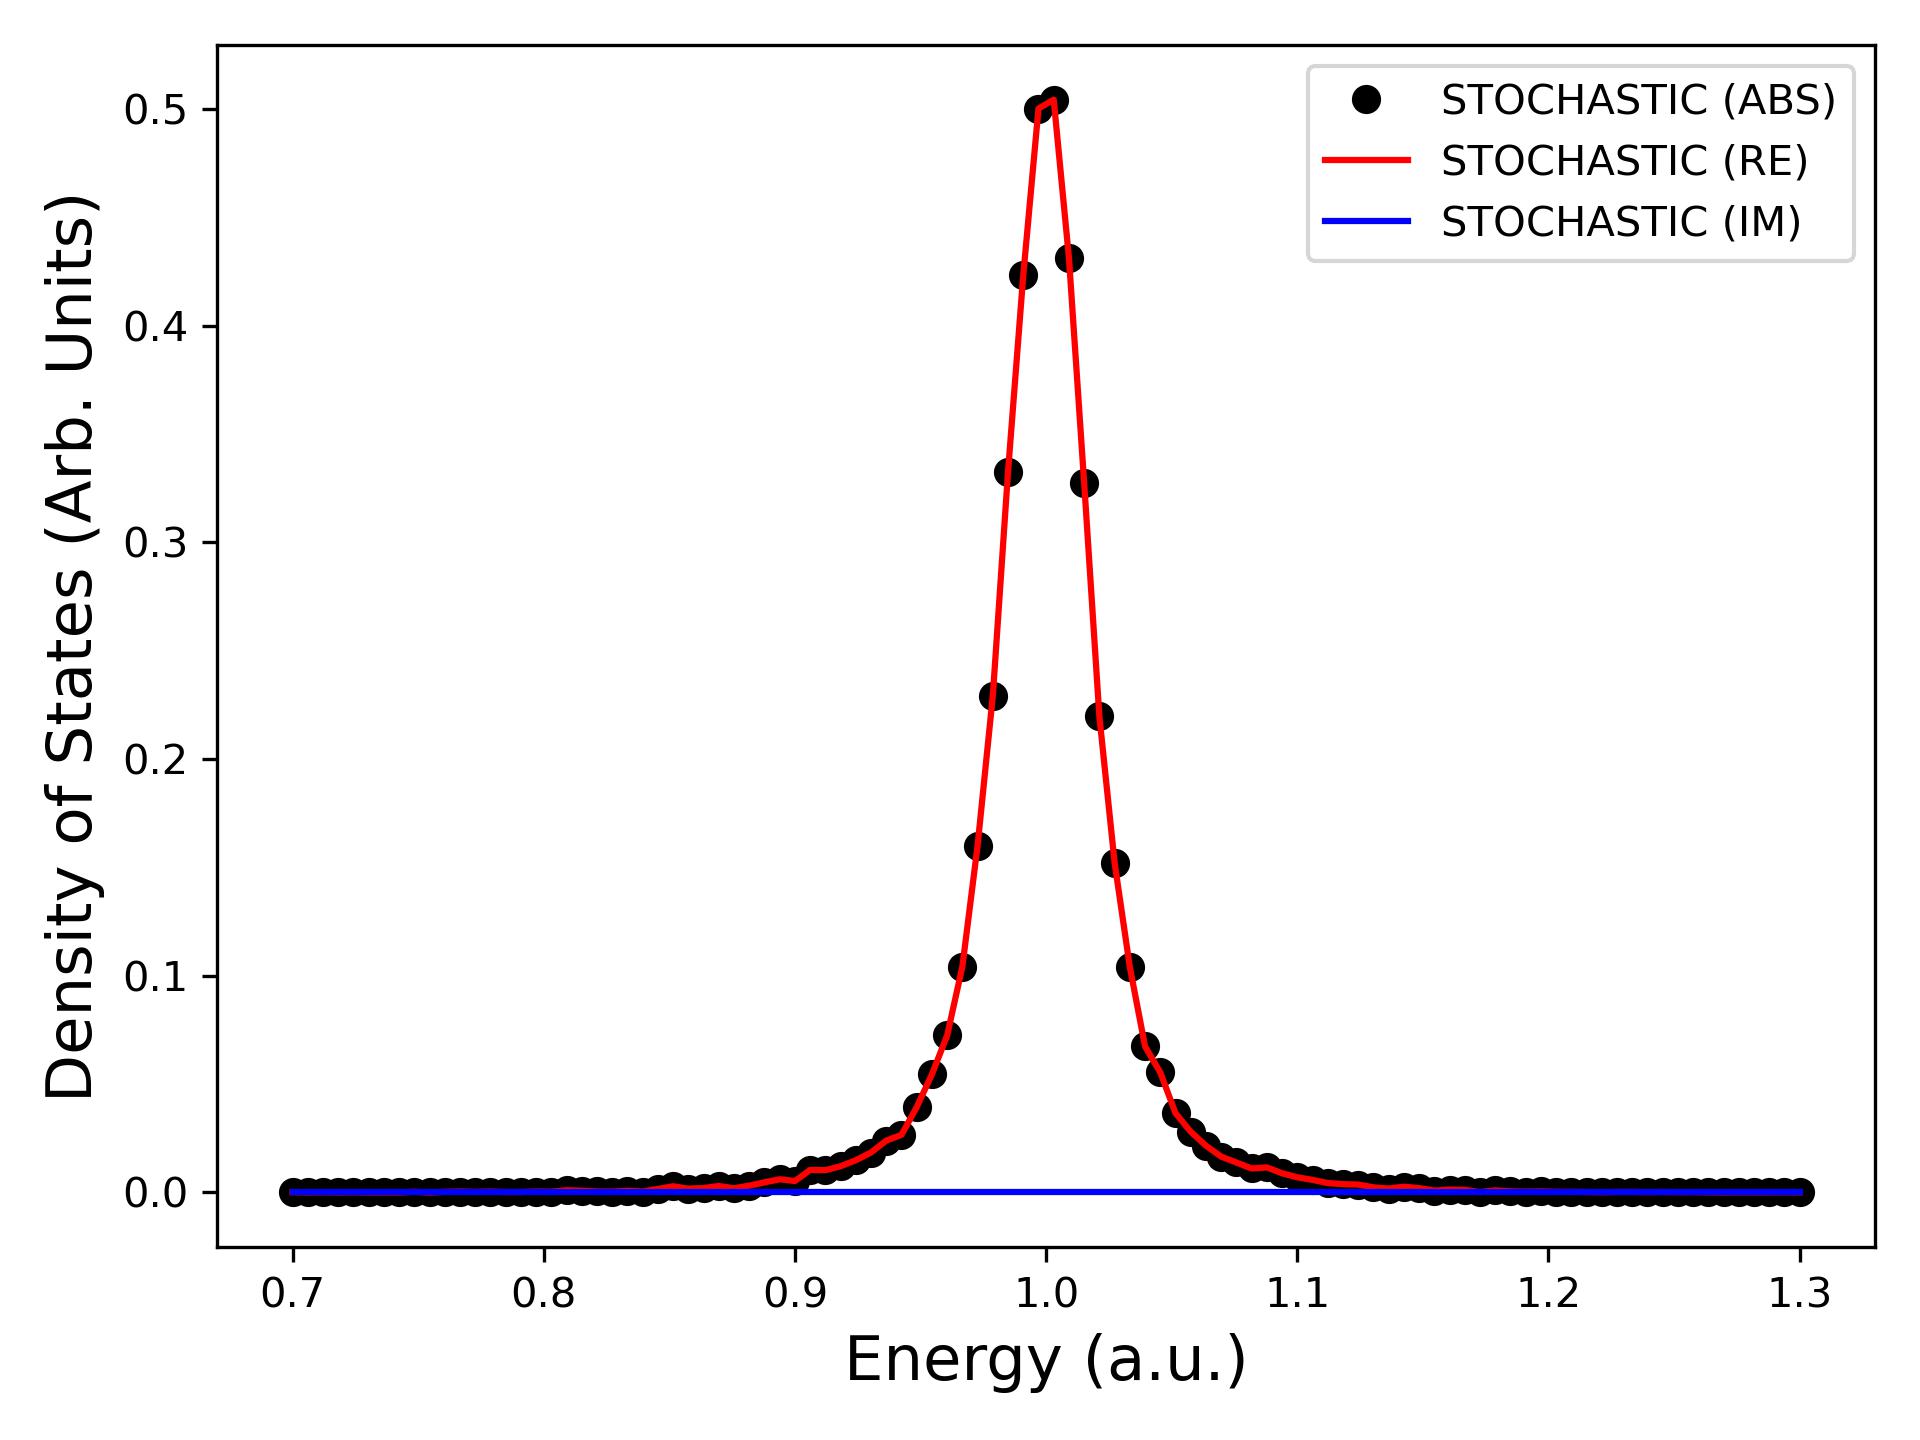 STOCHASTIC (ABS)
STOCHASTIC (RE)
STOCHASTIC (IM)
Density of States (Arb. Units)
0.5
0.4
0.3
0.2
0.1
0.0
0.7 0.8 0.9 1.0 1.1 1.2 1.3
Energy (a.u.)